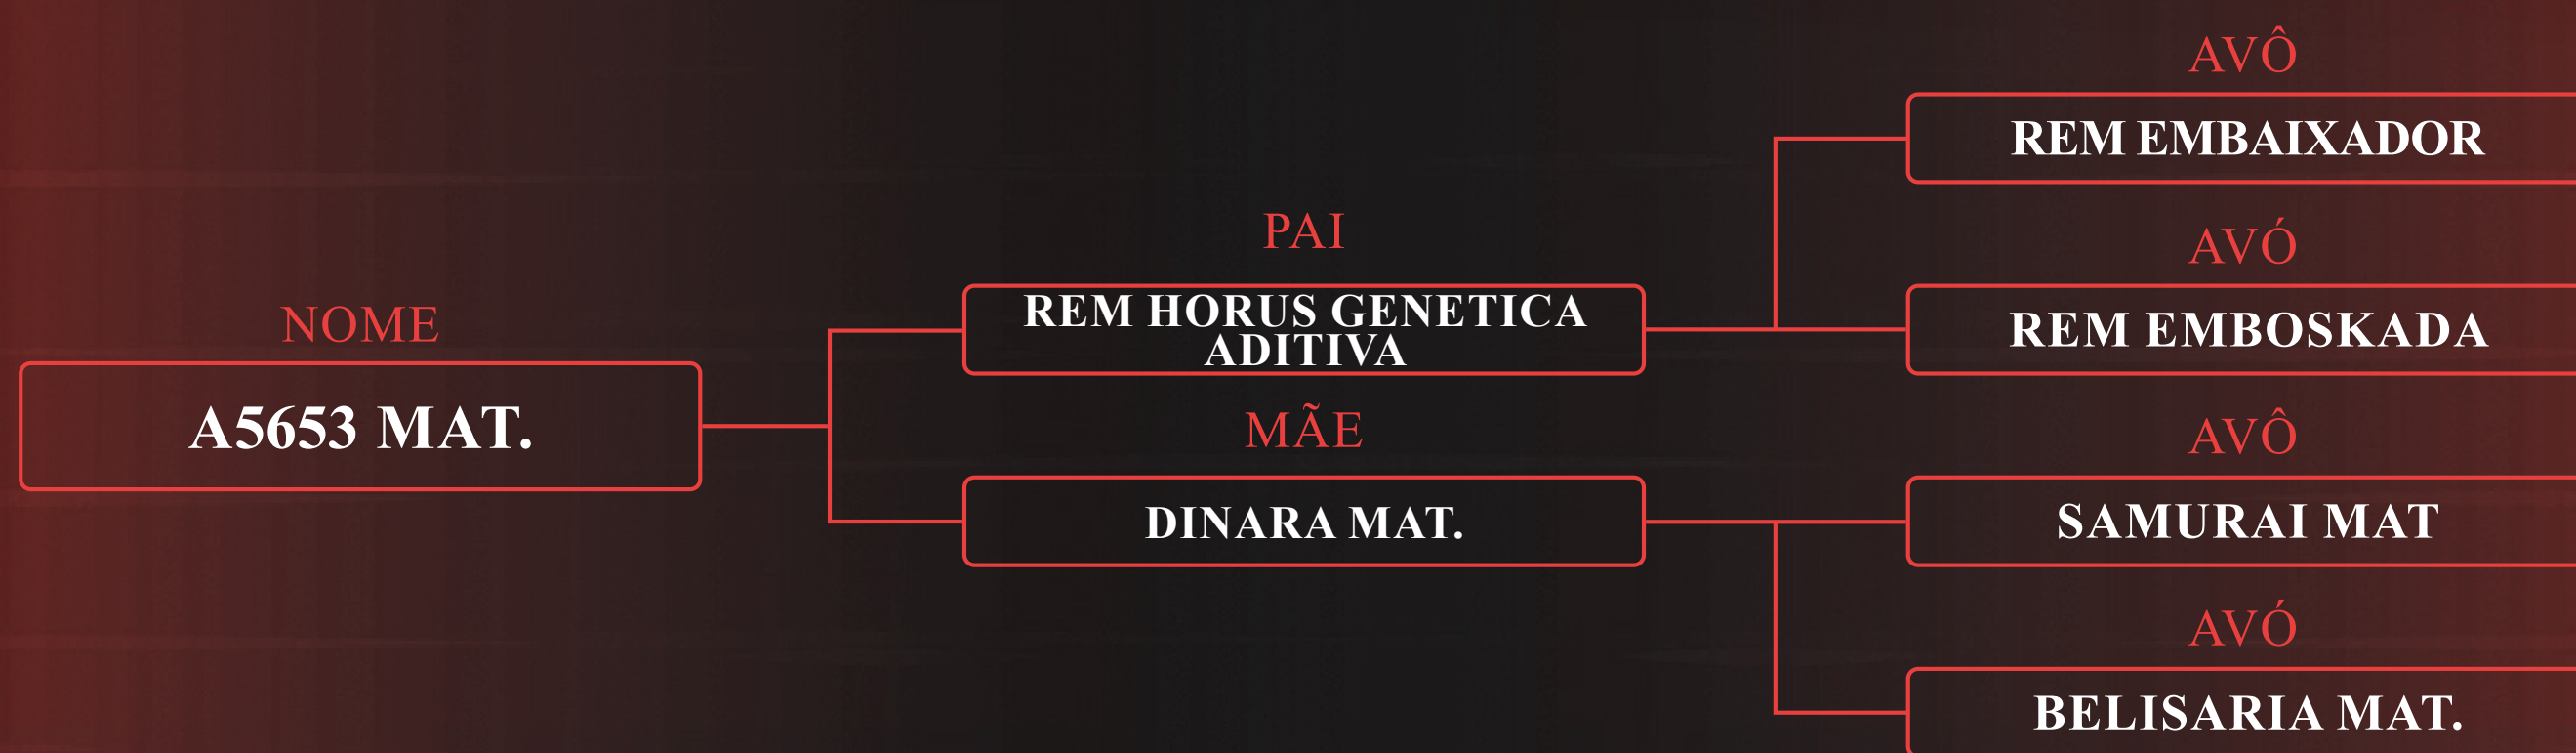 NOME
A5653 MAT.
PAI
REM HORUS GENETICA
ADITIVA
MÃE
DINARA MAT.
AVÔ
REM EMBAIXADOR
AVÓ
REM EMBOSKADA
AVÔ
SAMURAI MAT
AVÓ
BELISARIA MAT.